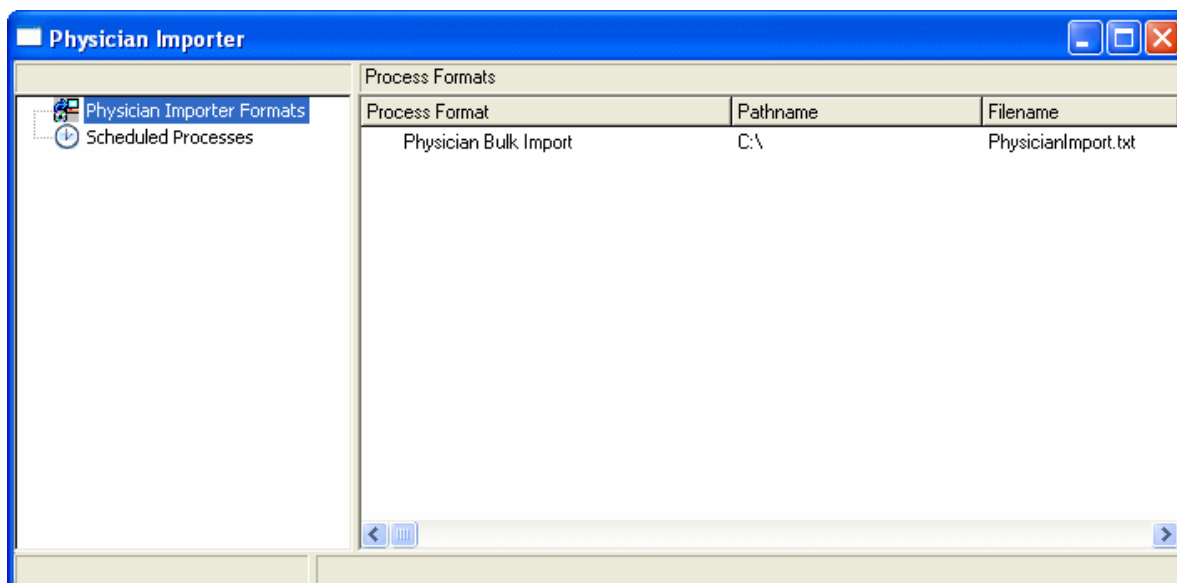 Physician Importer
Process Formats
Physician Importer Formats
Scheduled Processes
Process Format Pathname Filename
Physician Bulk Import C:\ PhysicianImport.txt